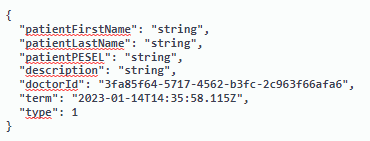 {
"patientFirstName": "string",
"patientLastName": "string",
"patientPESEL": "string",
"description": "string",
"doctorId": "3fa85f64-5717-4562-b3fc-2c963f66afa6",
"term": "2023-01-14T14:35:58.115Z",
"type": 1
}